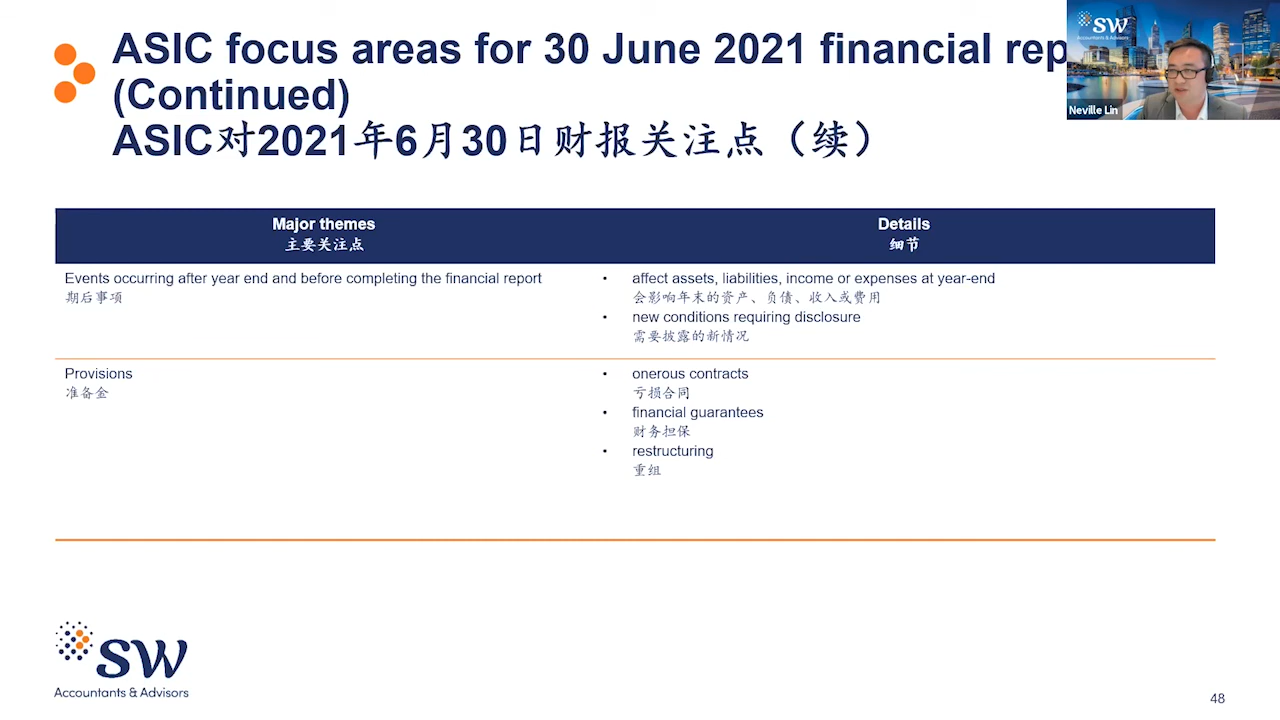 ASIC focus areas for 30 June 2021 financial rep
(Continued)
ASIC对2021年6月30日财报关注点（续）
SW
Accountants & Advisors
Neville Lin
Major themes
主要关注点
Details
细节
Events occurring after year end and before completing the financial report
期后事项
• affect assets, liabilities, income or expenses at year-end
会影响年末的资产、负债、收入或费用
• new conditions requiring disclosure
需要披露的新情况
Provisions
准备金
• onerous contracts
亏损合同
• financial guarantees
财务担保
• restructuring
重组
SW
Accountants & Advisors
48